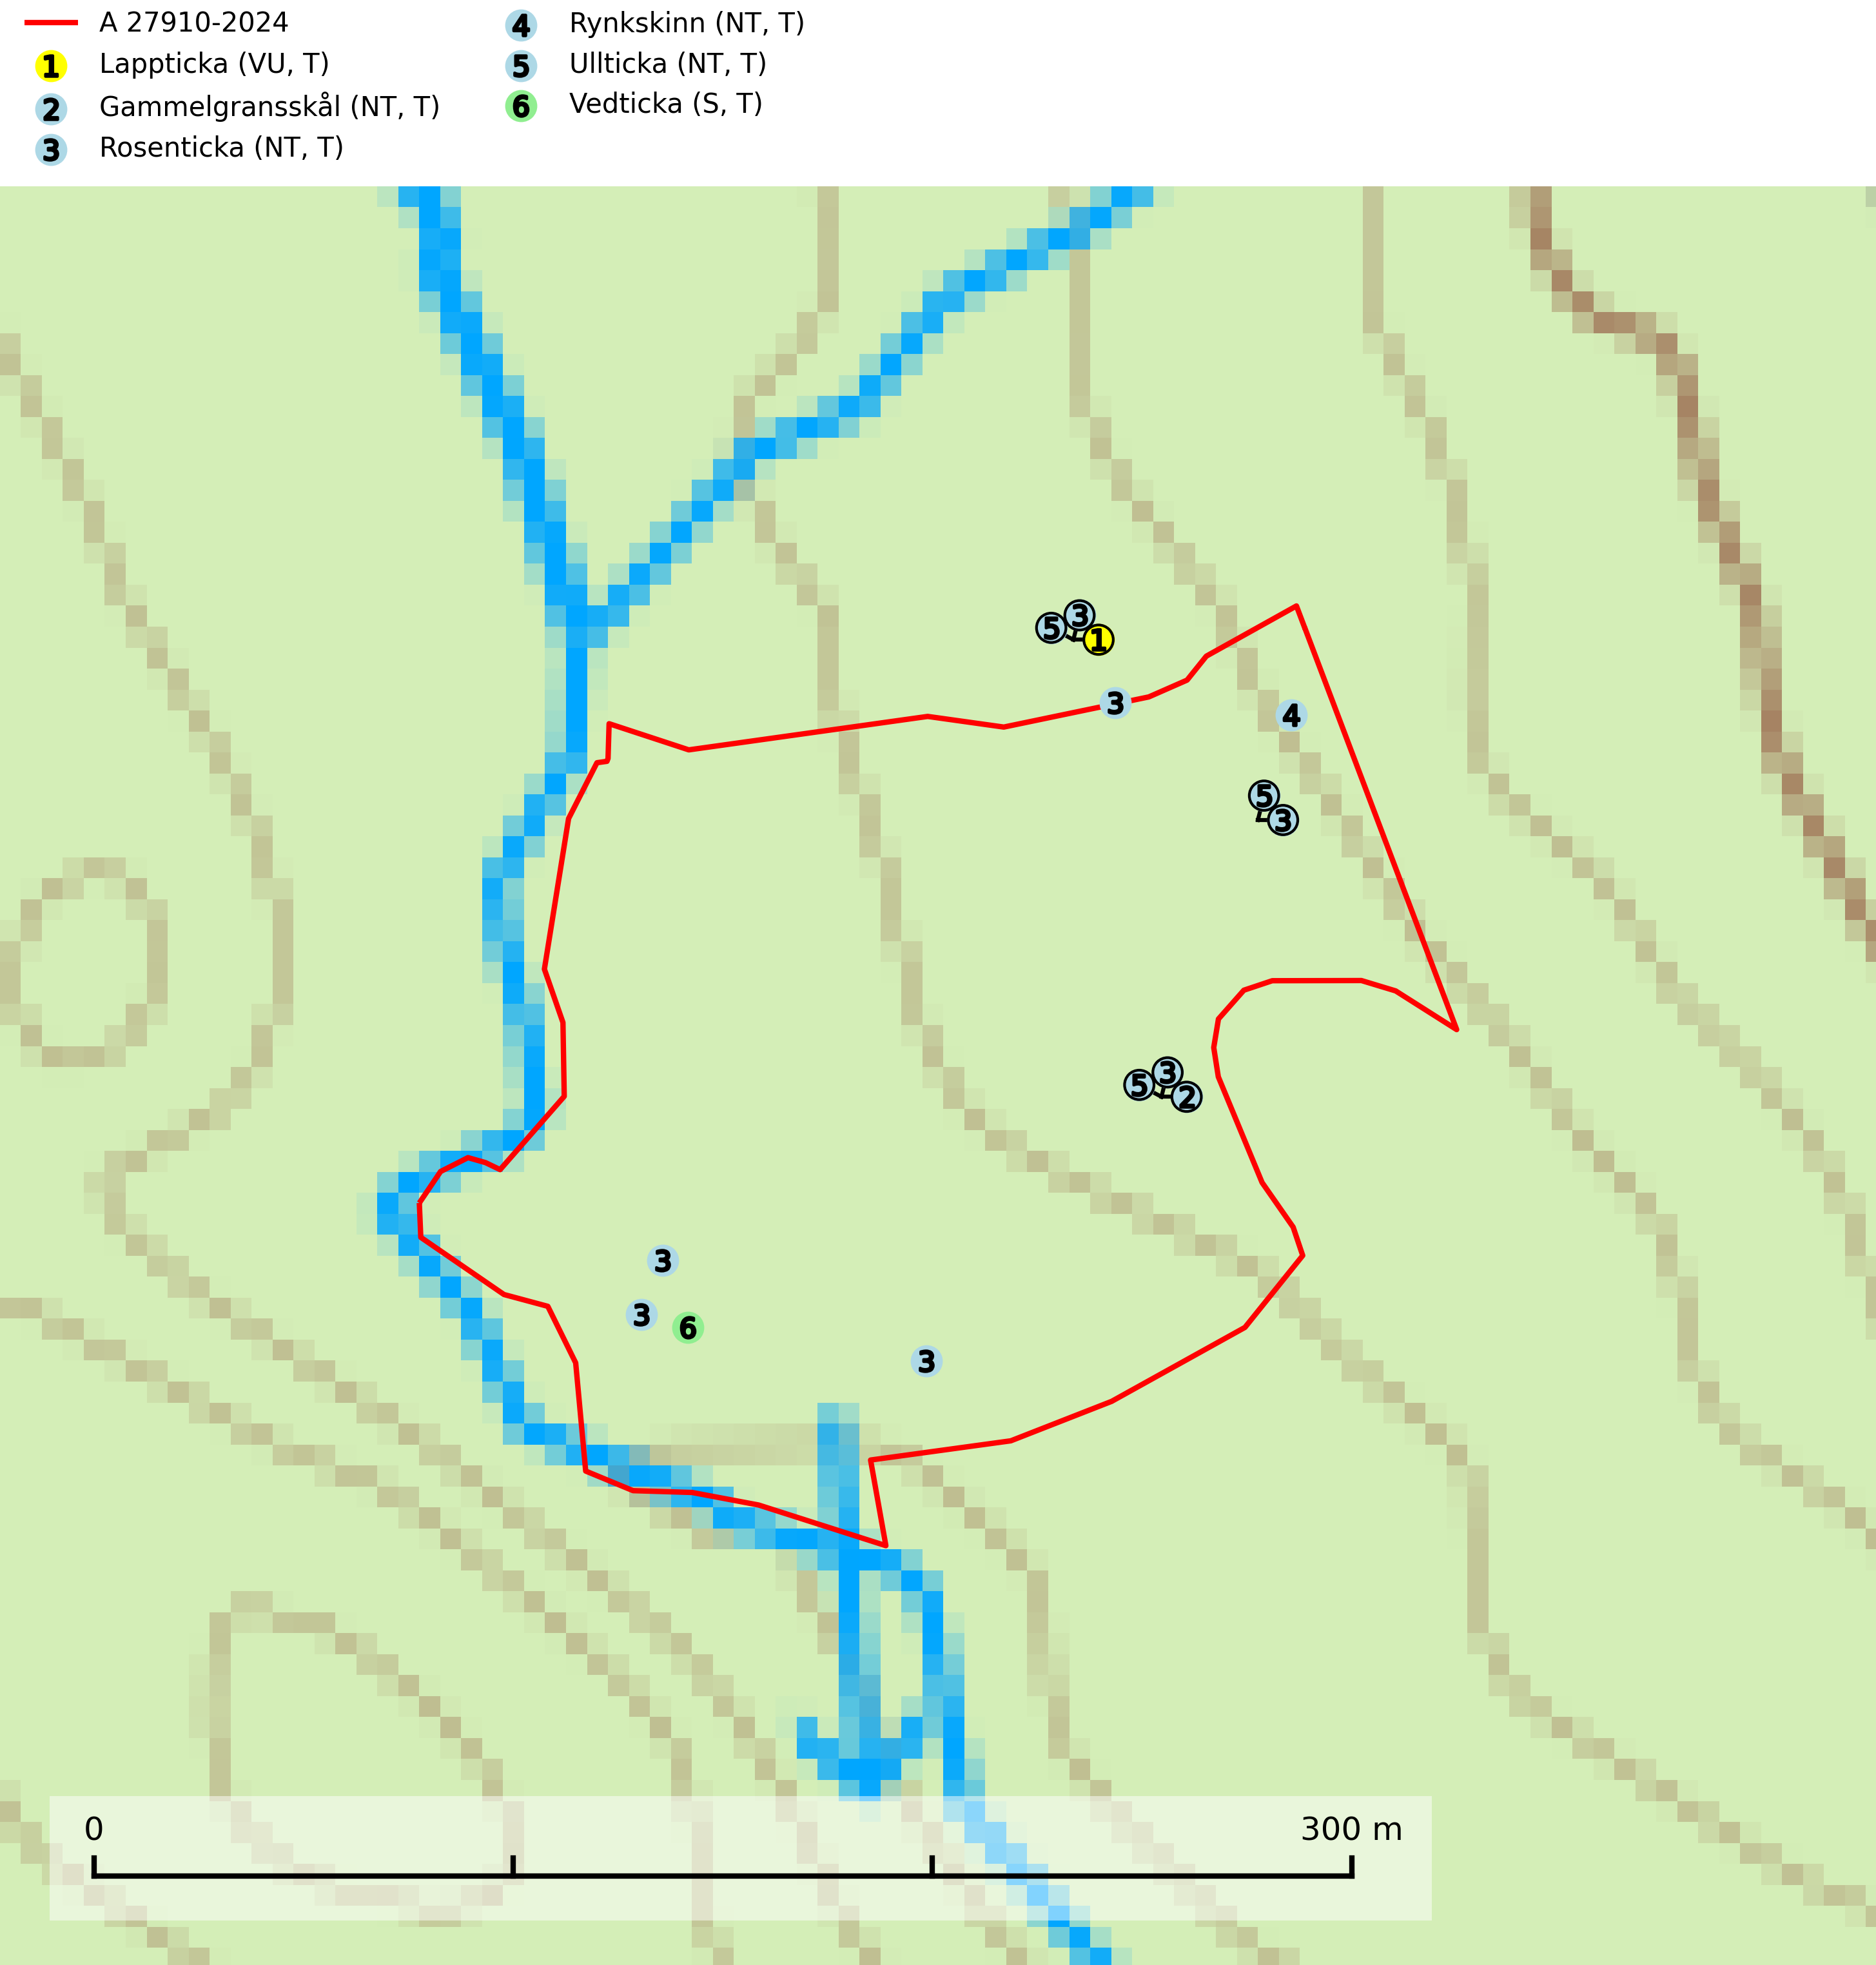 A 27910-2024
1 Lappticka (VU, T)
2 Gammelgransskål (NT, T)
3 Rosenticka (NT, T)
4 Rynkskinn (NT, T)
5 Ullticka (NT, T)
6 Vedticka (S, T)
3
5
1
3
4
5
3
3
5
2
3
3
6
3
0
300 m